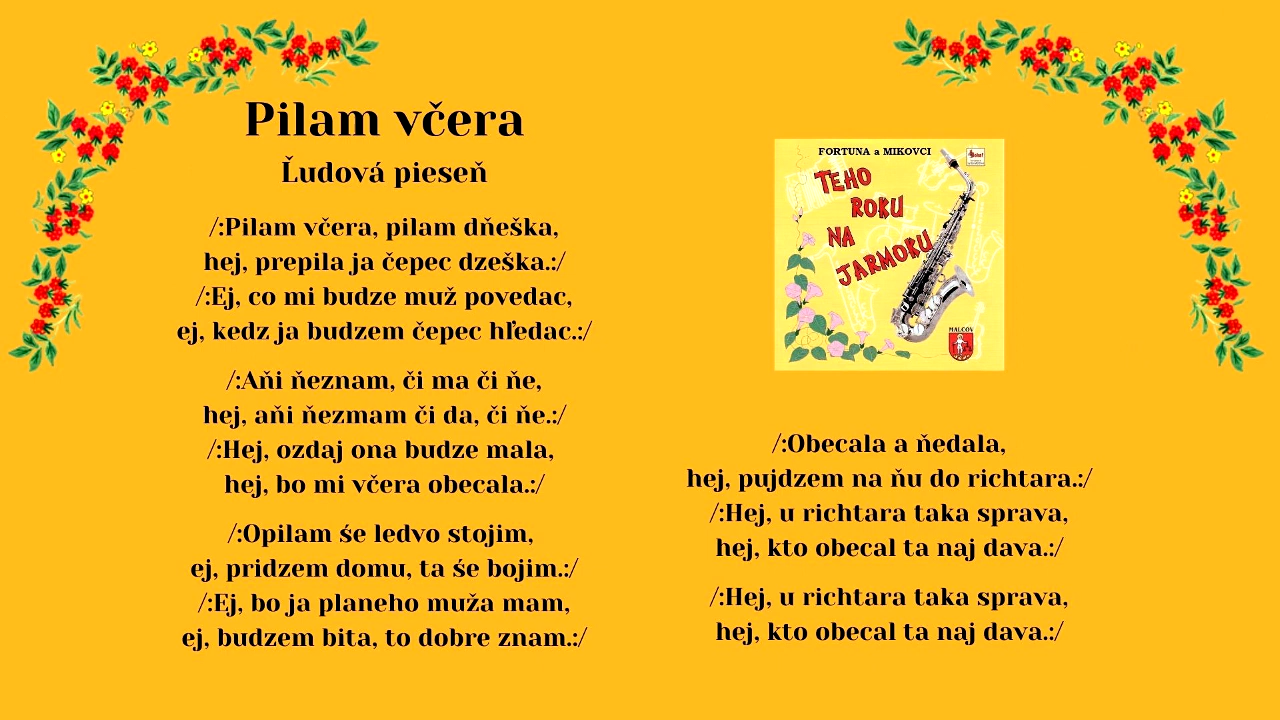 Pilam včera
Ĺudová pieseň
/:Pilam včera, pilam dňeška,
hej, prepila ja čepec dzeška.:/
/:Ej, co mi budze muž povedac,
ej, kedz ja budzem čepec hľedac.:/
/:Aňi ňeznam, či ma či ňe,
hej, aňi ňezmam či da, či ňe.:/
/:Hej, ozdaj ona budze mala,
hej, bo mi včera obecala.:/
/:Opilam śe ledvo stojim,
ej, pridzem domu, ta śe bojim.:/
/:Ej, bo ja planeho muža mam,
ej, budzem bita, to dobre znam.:/
FORTUNA a MIKOVCI
TEHO
ROKU
NA
JARMOKU
MALCOV
/:Obecala a ňedala,
hej, pujdzem na ňu do richtara.:/
/:Hej, u richtara taka sprava,
hej, kto obecal ta naj dava.:/
/:Hej, u richtara taka sprava,
hej, kto obecal ta naj dava.:/